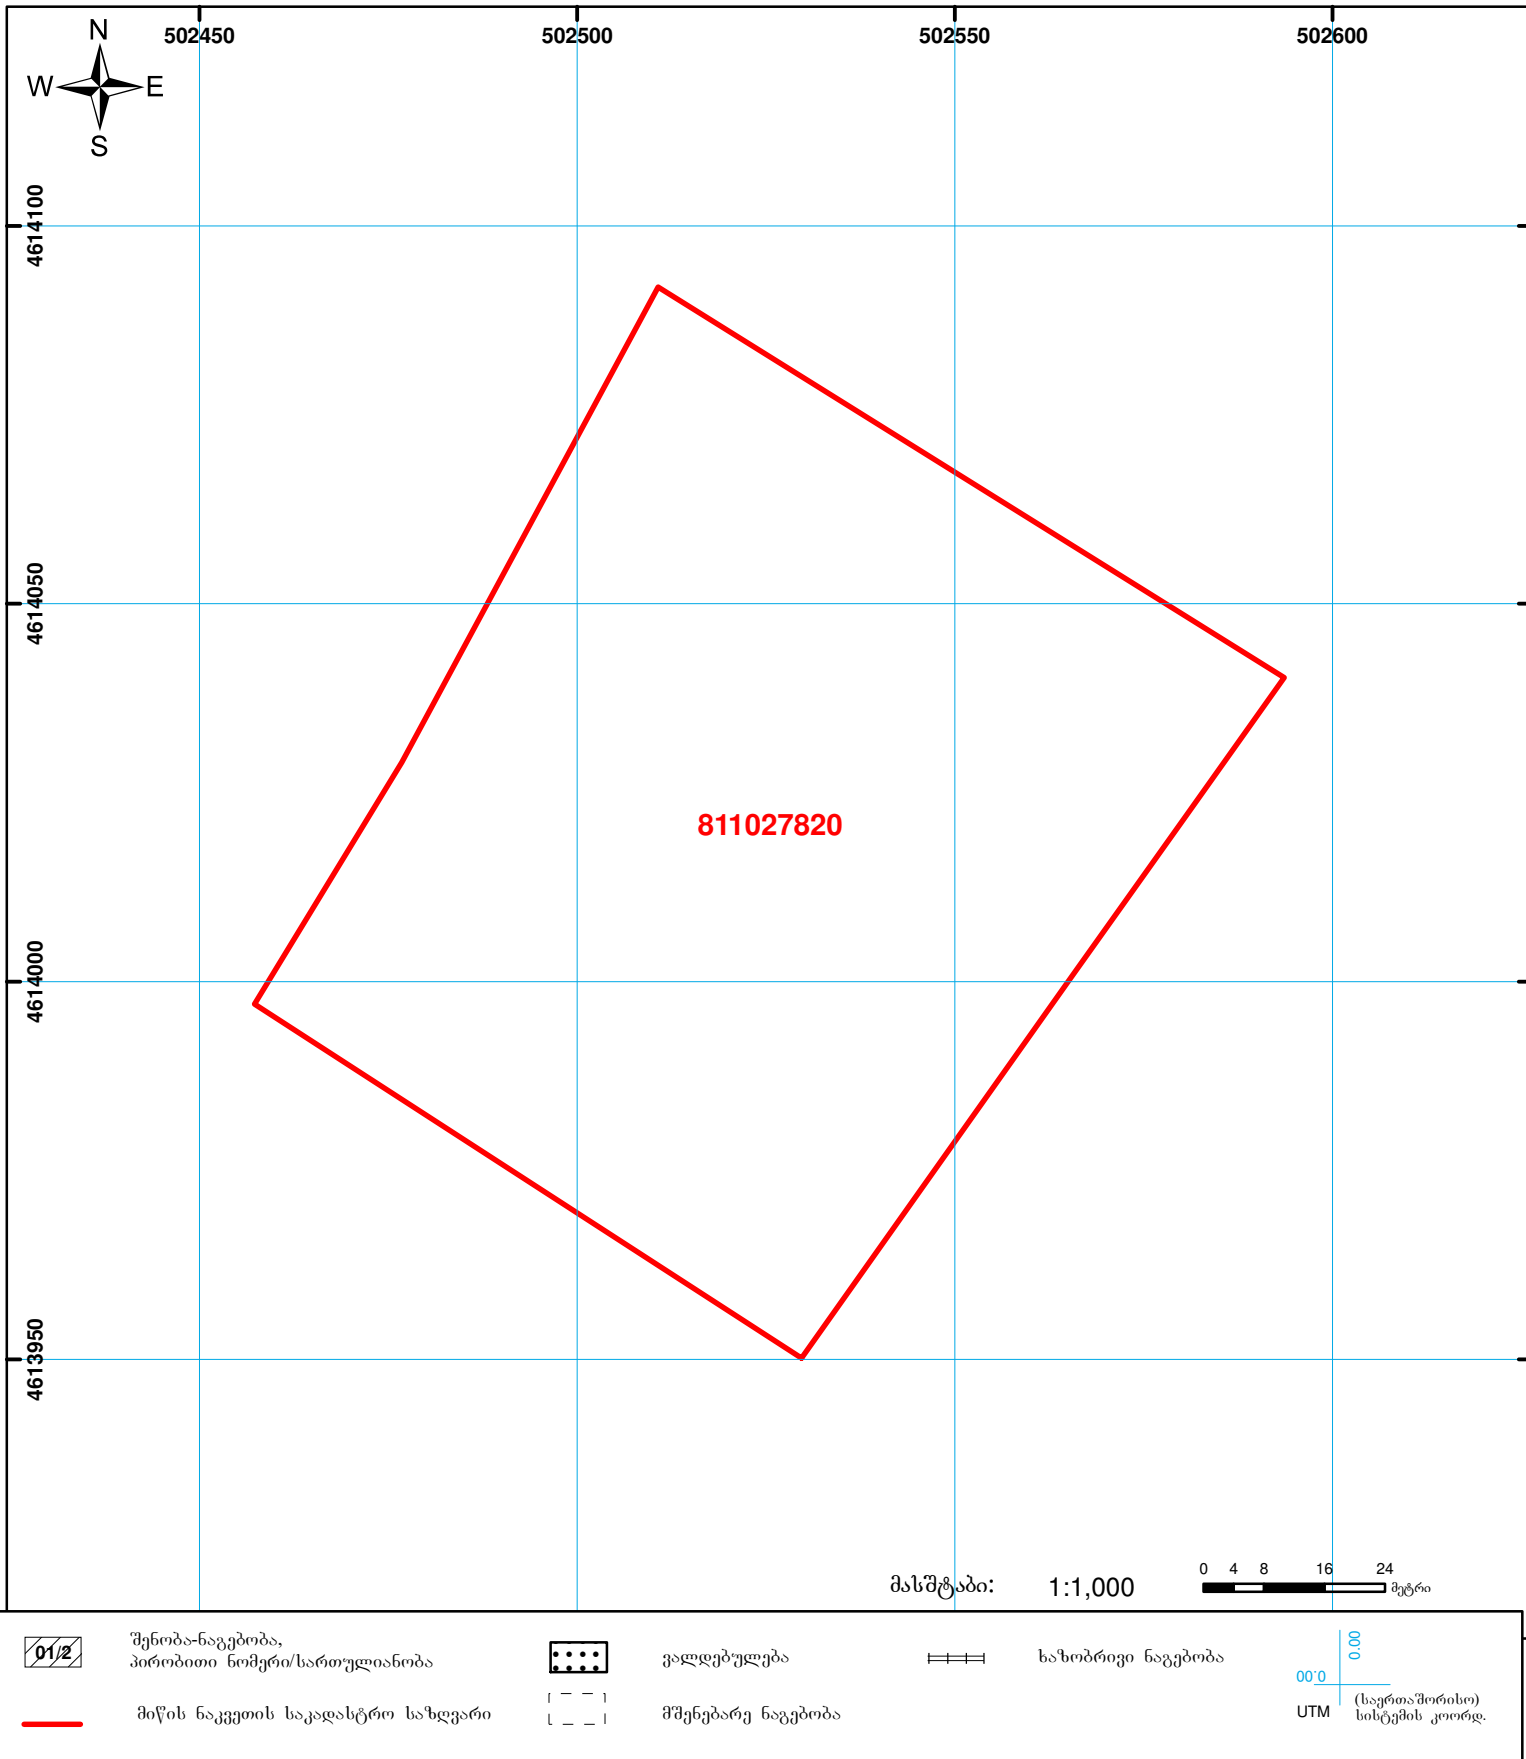 N
502450
502500
502550
502600
W
E
S
4614100
4614050
811027820
4614000
4613950
მასშტაბი:
1:1,000
0 4 8 16 24
მეტრი
01/2
შენობა-ნაგებობა,
პირობითი ნომერი/სართულიანობა
ვალდებულება
ხაზობრივი ნაგებობა
00.0
0.00
მიწის ნაკვეთის საკადასტრო საზღვარი
მშენებარე ნაგებობა
UTM
(საერთაშორისო)
სისტემის კოორდ.